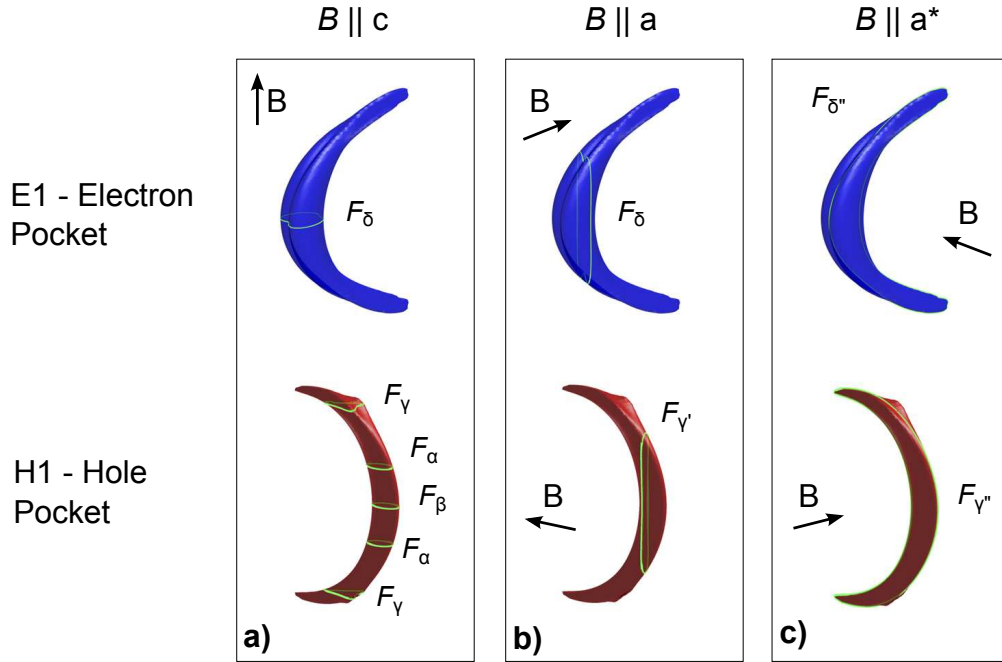 B || c
B || a
B || a*
E1 - Electron
Pocket
B
Fδ
B
Fδ
Fδ"
B
H1 - Hole
Pocket
Fγ
Fα
Fβ
Fα
Fγ
a)
Fγ'
B
b)
B
Fγ"
c)